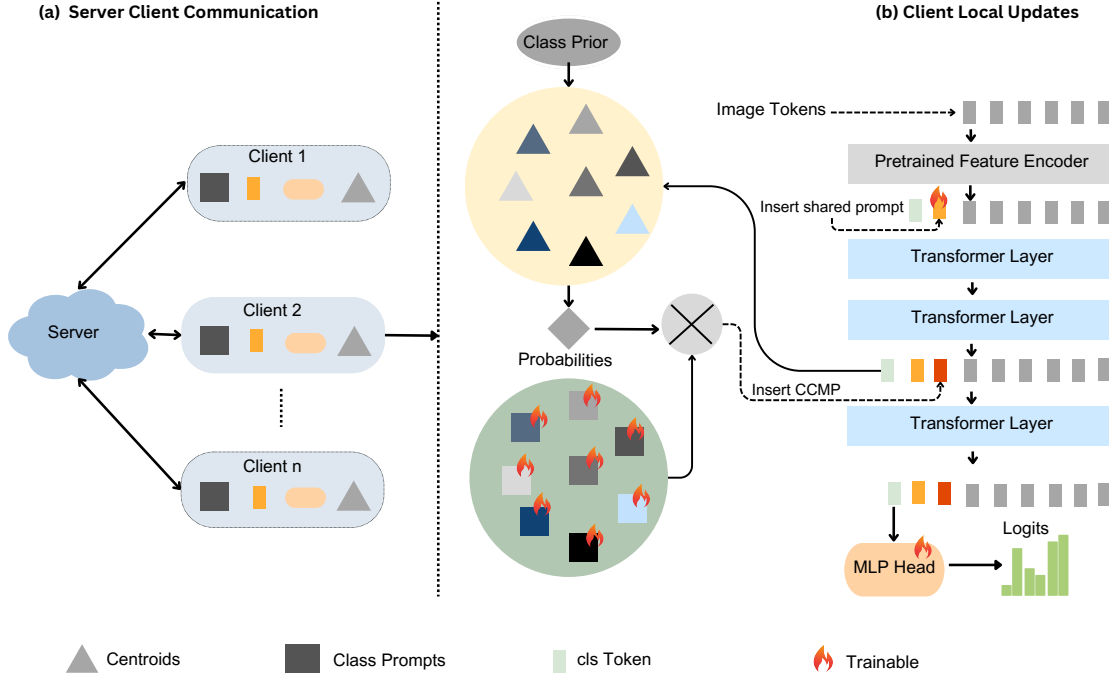 (a) Server Client Communication
(b) Client Local Updates
Client 1
Server
Client 2
Client n
Class Prior
Probabilities
Image Tokens
Pretrained Feature Encoder
Insert shared prompt
Transformer Layer
Transformer Layer
Insert CCMP
Transformer Layer
MLP Head
Logits
Centroids
Class Prompts
cls Token
Trainable